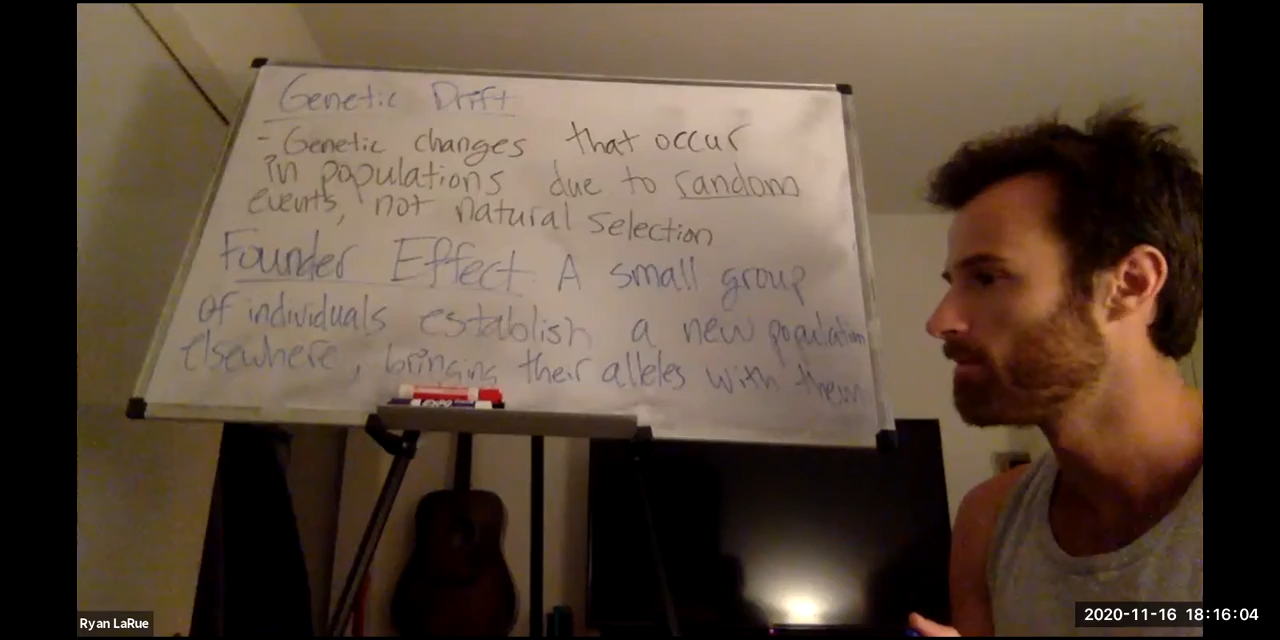 Genetic Drift
- Genetic changes that occur
in populations due to random
events, not natural selection
Founder Effect: A small group
of individuals establish a new population
elsewhere, bringing their alleles with them
EXPO
Ryan LaRue
2020-11-16 18:16:04